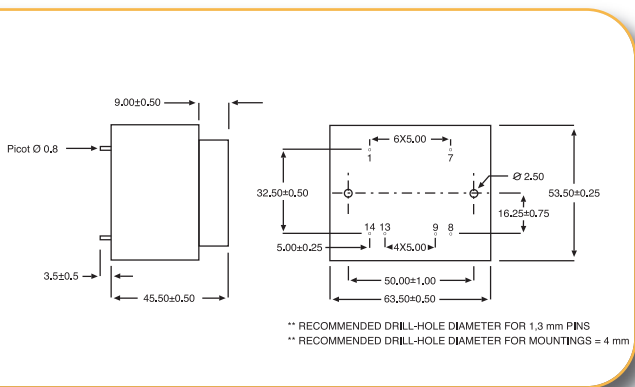 9.00±0.50
6X5.00
Picot Ø 0.8
1
7
Ø 2.50
32.50±0.50
53.50±0.25
16.25±0.75
14 13
9 8
5.00±0.25
4X5.00
3.5±0.5
50.00±1.00
45.50±0.50
63.50±0.50
** RECOMMENDED DRILL-HOLE DIAMETER FOR 1,3 mm PINS
** RECOMMENDED DRILL-HOLE DIAMETER FOR MOUNTINGS = 4 mm